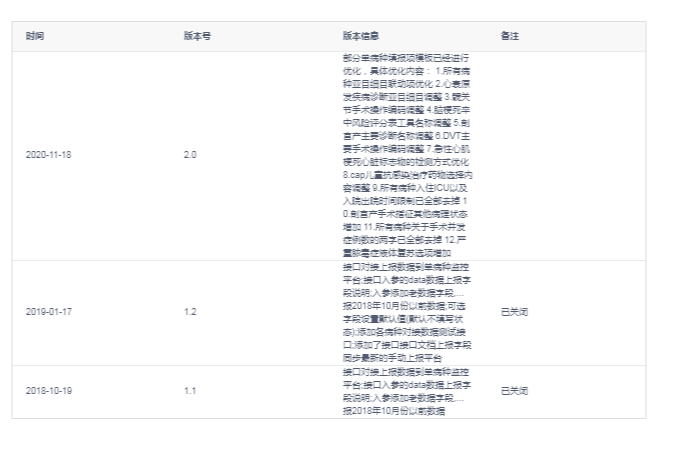 时间 版本号 版本信息 备注
部分单病种填报项模板已经进行
优化，具体优化内容： 1.所有病
种亚目细目联动项优化 2.心衰原
发疾病诊断亚目细目调整 3.髋关
节手术操作编码调整 4.脑梗死卒
中风险评分表工具名称调整 5.剖
宫产主要诊断名称调整 6.DVT主
要手术操作编码调整 7.急性心肌
梗死心脏标志物的检测方式优化
2020-11-18 2.0
8.cap儿童抗感染治疗药物选择内
容调整 9.所有病种入住ICU以及
入院出院时间限制已全部去掉 1
0.剖宫产手术指征其他病理状态
增加 11.所有病种关于手术并发
症例数的两字已全部去掉 12.严
重脓毒症液体复苏选项增加
接口对接上报数据到单病种监控
平台;接口入参的data数据上报字
段说明;入参添加老数据字段,...
2019-01-17 1.2 报2018年10月份以前数据;可选 已关闭
字段设置默认值(默认不填写状
态);添加各病种对接数据测试接
口;添加了接口接口文档上报字段
同步最新的手动上报平台
接口对接上报数据到单病种监控
平台;接口入参的data数据上报字
2018-10-19 1.1 段说明;入参添加老数据字段,... 已关闭
报2018年10月份以前数据